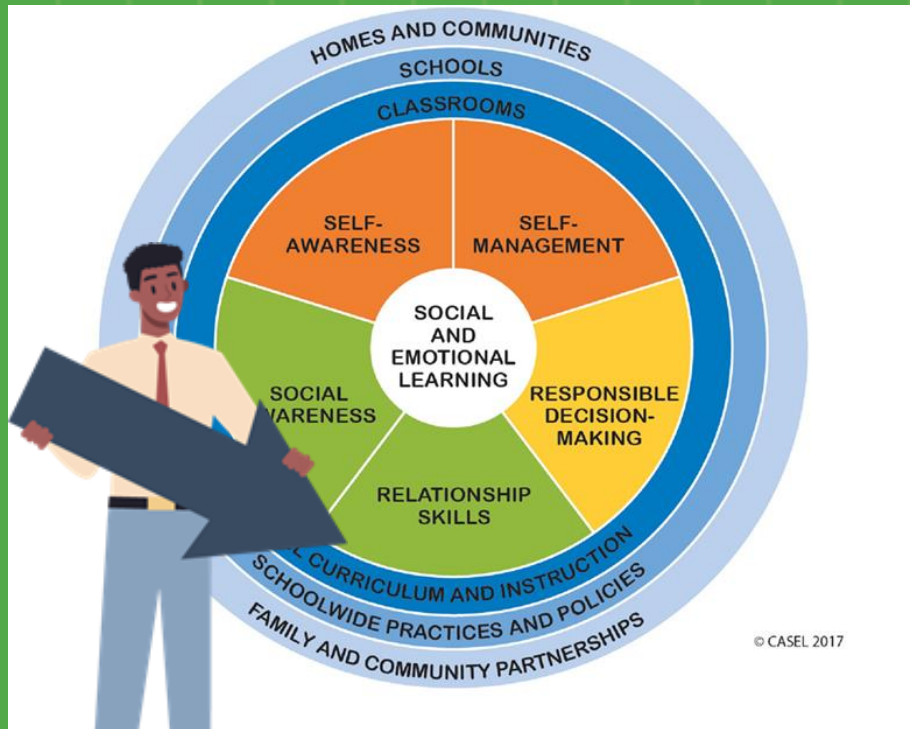 HOMES AND COMMUNITIES
SCHOOLS
CLASSROOMS
SELF-
AWARENESS
SELF-
MANAGEMENT
SOCIAL
AND
EMOTIONAL
LEARNING
SOCIAL
RESPONSIBLE
DECISION-
MAKING
RELATIONSHIP
SKILLS
CURRICULUM AND INSTRUCTION
SCHOOLWIDE PRACTICES AND POLICIES
FAMILY AND COMMUNITY PARTNERSHIPS
© CASEL 2017